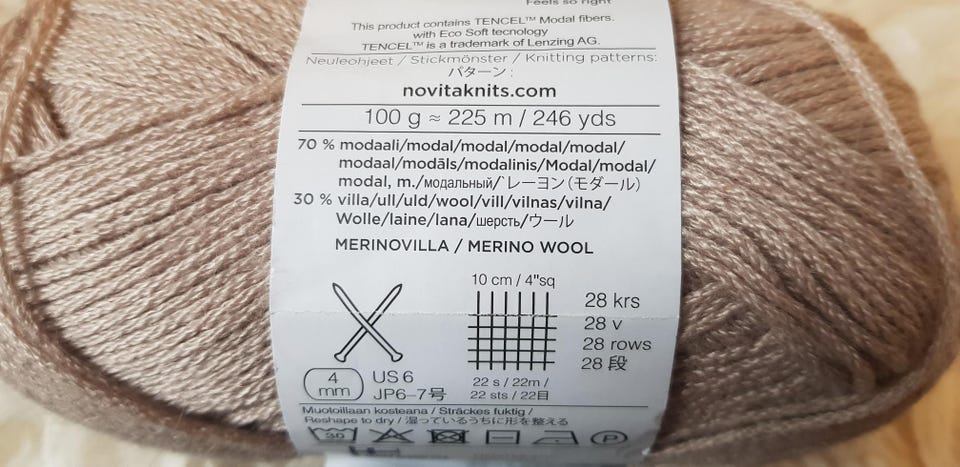 Feels so right
This product contains TENCEL™ Modal fibers.
with Eco Soft tecnology
TENCEL™ is a trademark of Lenzing AG.
Neuleohjeet / Stickmönster / Knitting patterns:
パターン:
novitaknits.com
100 g ≈ 225 m / 246 yds
70 % modaali/modal/modal/modal/modal/
modaal/modāls/modalinis/Modal/modal/
modal, m./модальный/レーヨン(モダール)
30 % villa/ull/uld/wool/vill/vilnas/vilna/
Wolle/laine/lana/шерсть/ウール
MERINOVILLA / MERINO WOOL
10 cm / 4"sq
28 krs
28 v
28 rows
28 段
4 mm
US 6
JP6-7号
22 s / 22m /
22 sts / 22目
Muotoillaan kosteana / Sträckes fuktig /
Reshape to dry / 湿っているうちに形を整える
30
P